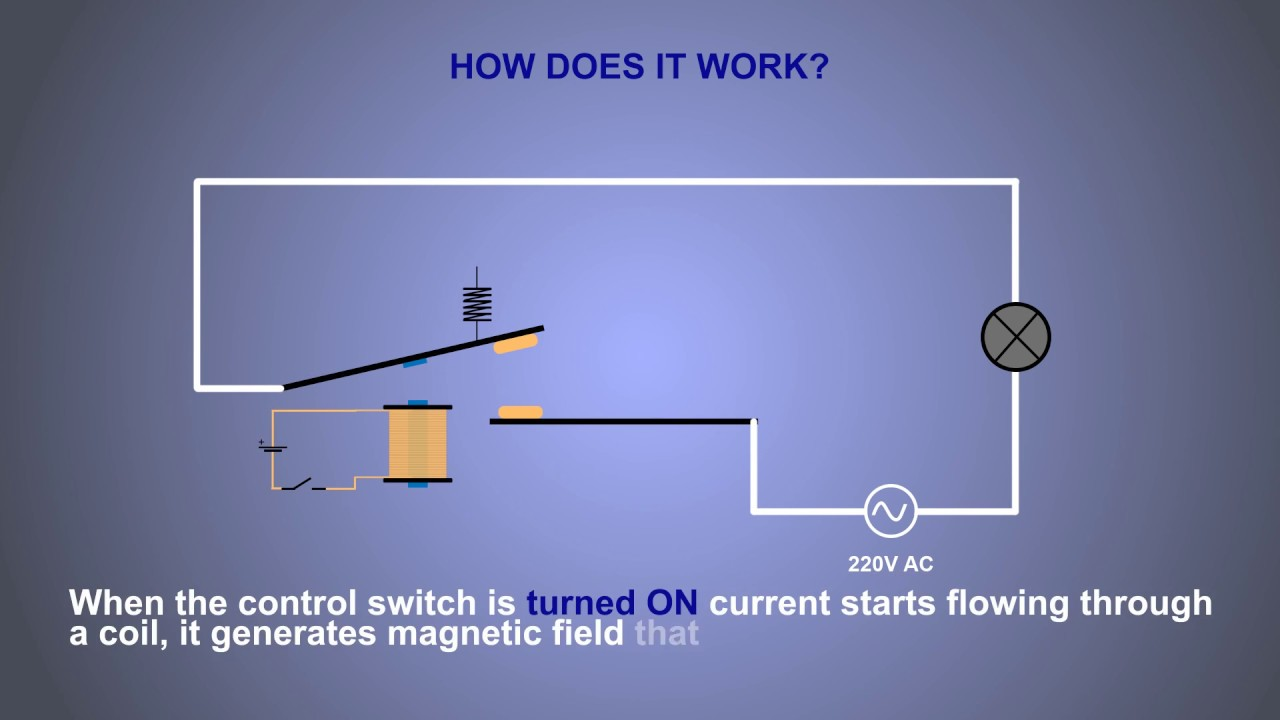 HOW DOES IT WORK?
+
220V AC
When the control switch is turned ON current starts flowing through
a coil, it generates magnetic field that